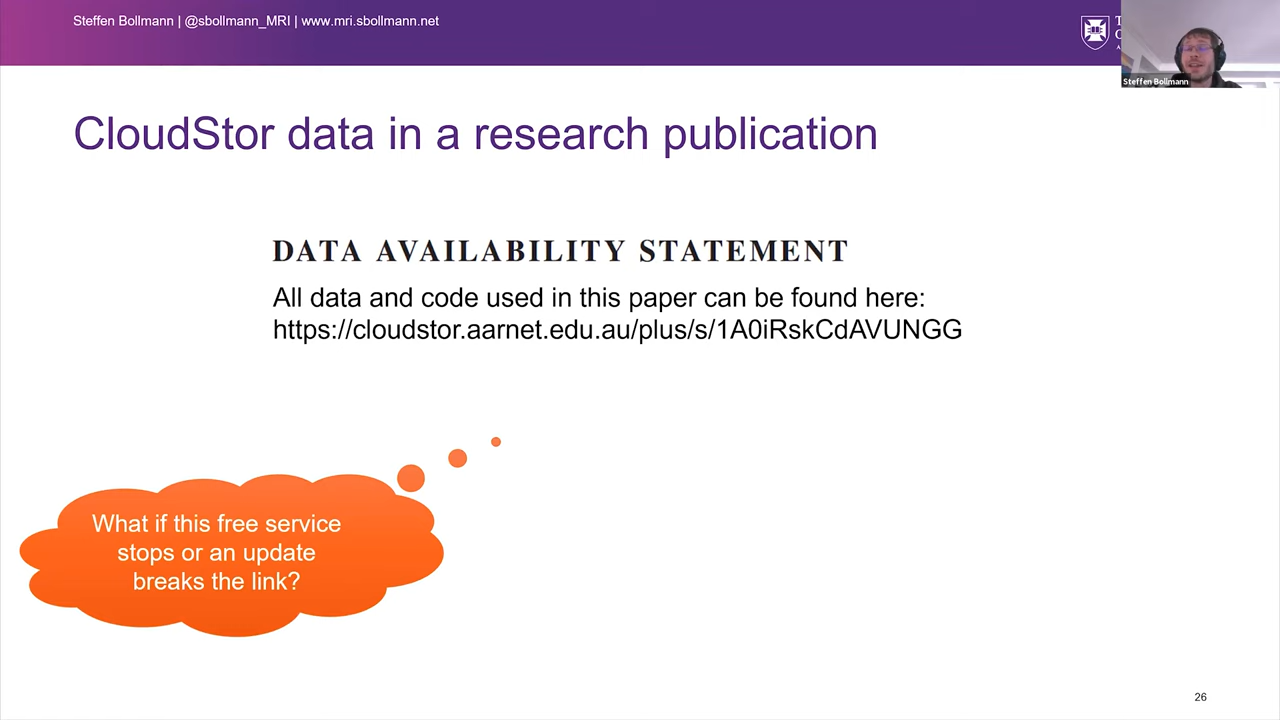 Steffen Bollmann | @sbollmann_MRI | www.mri.sbollmann.net
Steffen Bollmann
CloudStor data in a research publication
DATA AVAILABILITY STATEMENT
All data and code used in this paper can be found here:
https://cloudstor.aarnet.edu.au/plus/s/1A0iRskCdAVUNGG
What if this free service
stops or an update
breaks the link?
26